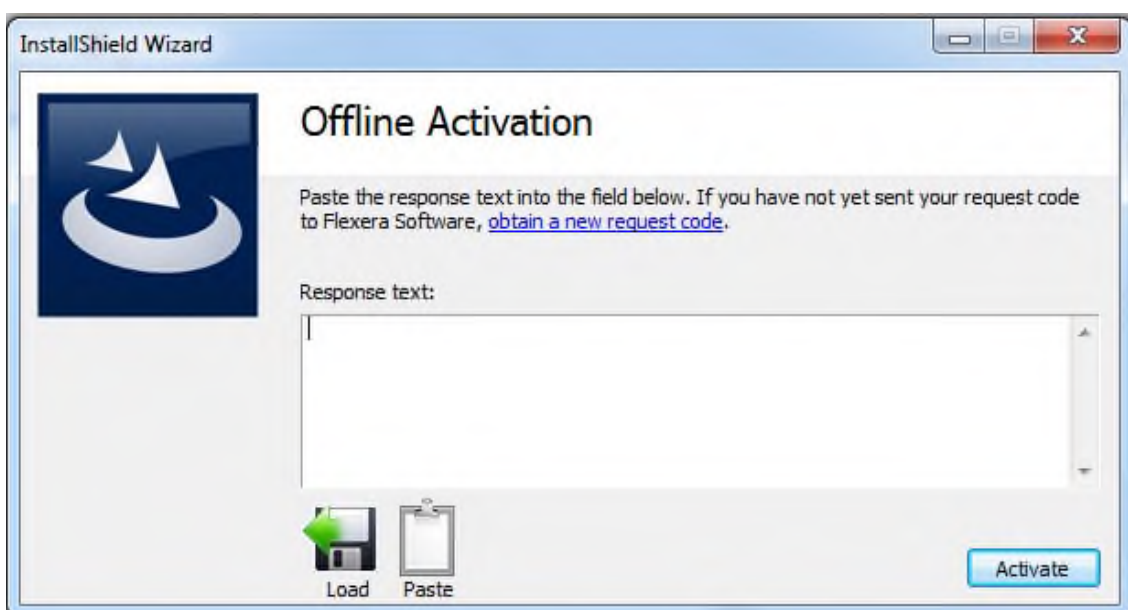 InstallShield Wizard
Offline Activation
Paste the response text into the field below. If you have not yet sent your request code
to Flexera Software, obtain a new request code.
Response text:
Load Paste
Activate